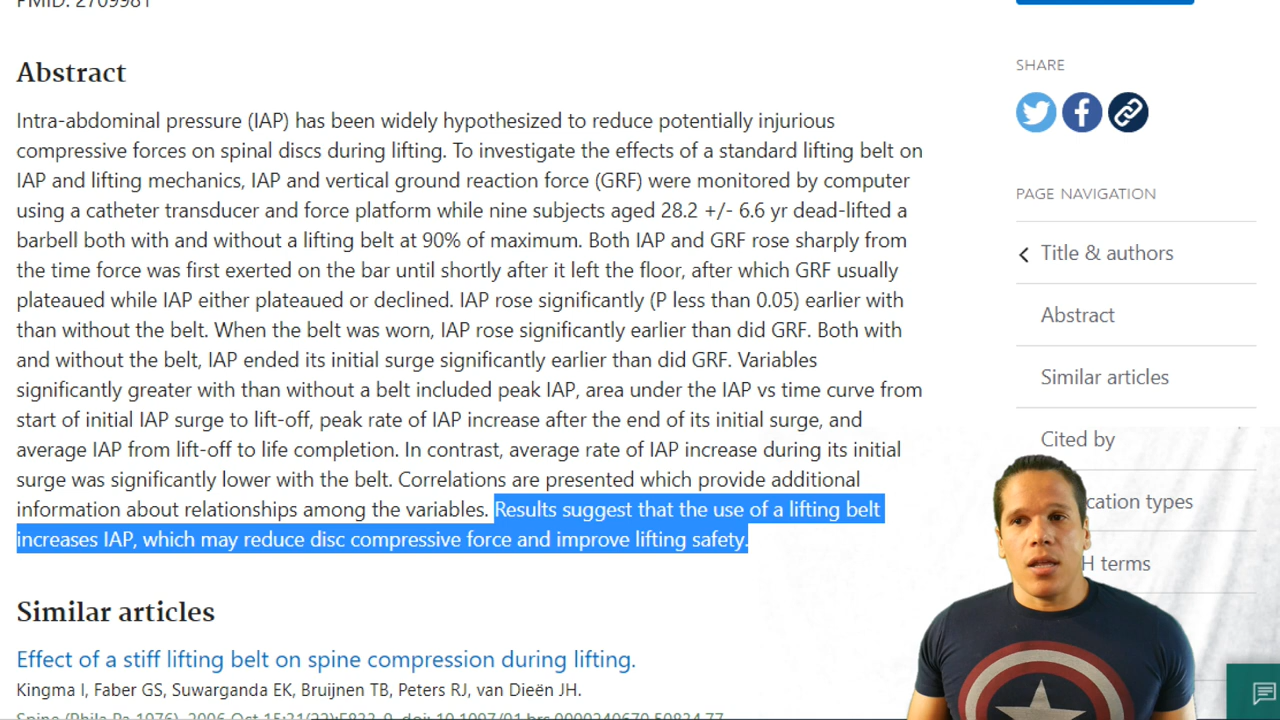 PMID: 2709981
Abstract
Intra-abdominal pressure (IAP) has been widely hypothesized to reduce potentially injurious
compressive forces on spinal discs during lifting. To investigate the effects of a standard lifting belt on
IAP and lifting mechanics, IAP and vertical ground reaction force (GRF) were monitored by computer
using a catheter transducer and force platform while nine subjects aged 28.2 +/- 6.6 yr dead-lifted a
barbell both with and without a lifting belt at 90% of maximum. Both IAP and GRF rose sharply from
the time force was first exerted on the bar until shortly after it left the floor, after which GRF usually
plateaued while IAP either plateaued or declined. IAP rose significantly (P less than 0.05) earlier with
than without the belt. When the belt was worn, IAP rose significantly earlier than did GRF. Both with
and without the belt, IAP ended its initial surge significantly earlier than did GRF. Variables
significantly greater with than without a belt included peak IAP, area under the IAP vs time curve from
start of initial IAP surge to lift-off, peak rate of IAP increase after the end of its initial surge, and
average IAP from lift-off to life completion. In contrast, average rate of IAP increase during its initial
surge was significantly lower with the belt. Correlations are presented which provide additional
information about relationships among the variables. Results suggest that the use of a lifting belt
increases IAP, which may reduce disc compressive force and improve lifting safety.
Similar articles
Effect of a stiff lifting belt on spine compression during lifting.
Kingma I, Faber GS, Suwarganda EK, Bruijnen TB, Peters RJ, van Dieën JH.
Spine (Phila Pa 1976). 2006 Oct
SHARE
PAGE NAVIGATION
Title & authors
Abstract
Similar articles
Cited by
cation types
H terms